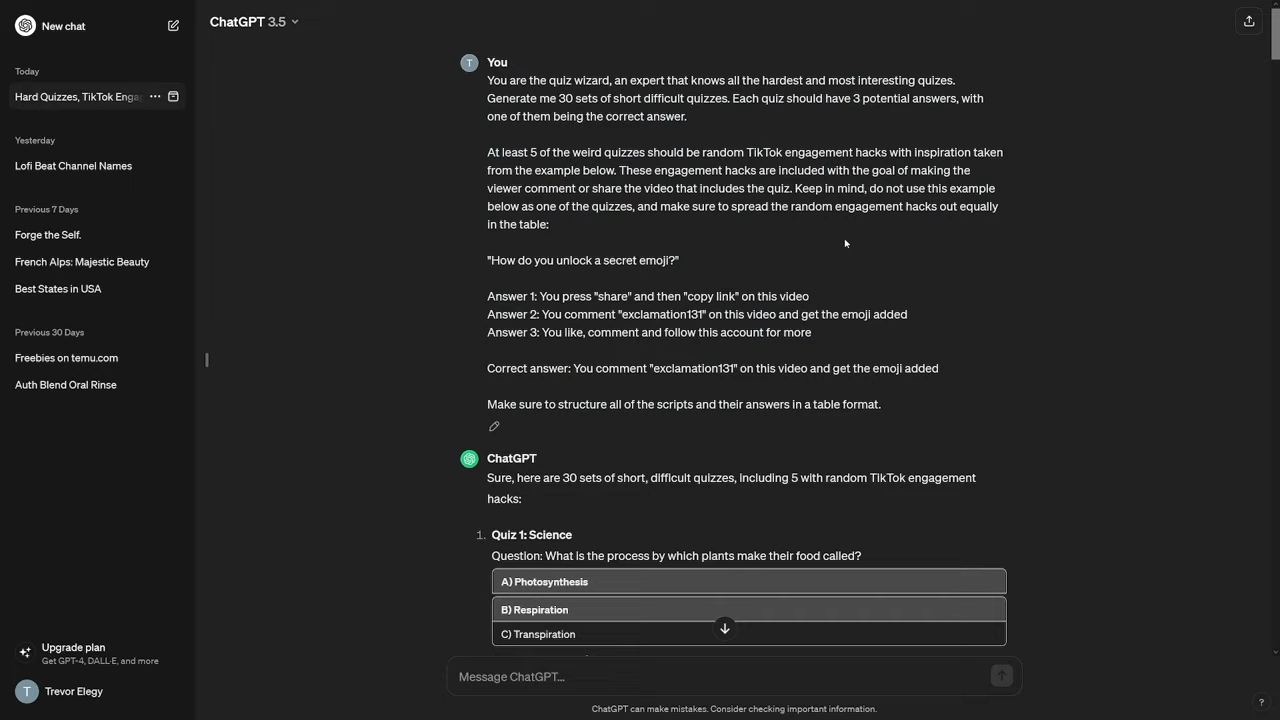 New chat
Today
Hard Quizzes, TikTok Enga
Yesterday
Lofi Beat Channel Names
Previous 7 Days
Forge the Self.
French Alps: Majestic Beauty
Best States in USA
Previous 30 Days
Freebies on temu.com
Auth Blend Oral Rinse
Upgrade plan
Get GPT-4, DALL·E, and more
T
Trevor Elegy
ChatGPT 3.5
T
You
You are the quiz wizard, an expert that knows all the hardest and most interesting quizes.
Generate me 30 sets of short difficult quizzes. Each quiz should have 3 potential answers, with
one of them being the correct answer.
At least 5 of the weird quizzes should be random TikTok engagement hacks with inspiration taken
from the example below. These engagement hacks are included with the goal of making the
viewer comment or share the video that includes the quiz. Keep in mind, do not use this example
below as one of the quizzes, and make sure to spread the random engagement hacks out equally
in the table:
"How do you unlock a secret emoji?"
Answer 1: You press "share" and then "copy link" on this video
Answer 2: You comment "exclamation131" on this video and get the emoji added
Answer 3: You like, comment and follow this account for more
Correct answer: You comment "exclamation131" on this video and get the emoji added
Make sure to structure all of the scripts and their answers in a table format.
ChatGPT
Sure, here are 30 sets of short, difficult quizzes, including 5 with random TikTok engagement
hacks:
1. Quiz 1: Science
Question: What is the process by which plants make their food called?
A) Photosynthesis
B) Respiration
C) Transpiration
Message ChatGPT...
ChatGPT can make mistakes. Consider checking important information.
?